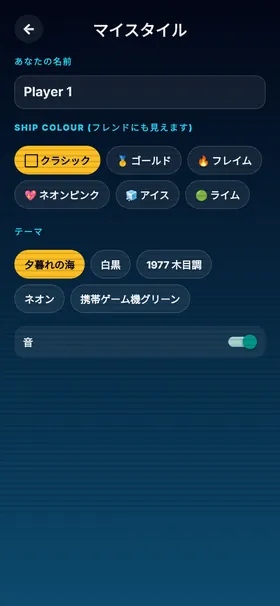 マイスタイル
あなたの名前
Player 1
SHIP COLOUR (フレンドにも見えます)
クラシック ゴールド フレイム
ネオンピンク アイス ライム
テーマ
夕暮れの海 白黒 1977 木目調
ネオン 携帯ゲーム機グリーン
音